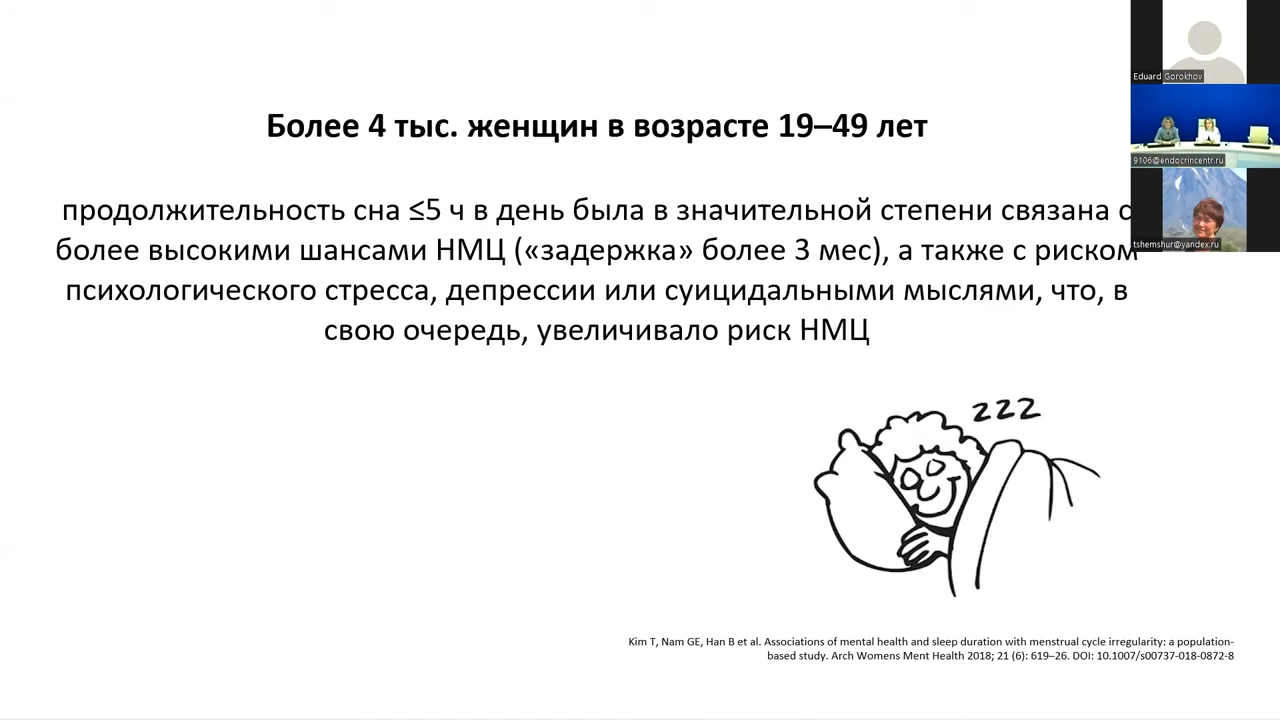 Более 4 тыс. женщин в возрасте 19–49 лет
продолжительность сна ≤5 ч в день была в значительной степени связана с
более высокими шансами НМЦ («задержка» более 3 мес), а также с риском
психологического стресса, депрессии или суицидальными мыслями, что, в
свою очередь, увеличивало риск НМЦ
zzz
Kim T, Nam GE, Han B et al. Associations of mental health and sleep duration with menstrual cycle irregularity: a population-
based study. Arch Womens Ment Health 2018; 21 (6): 619–26. DOI: 10.1007/s00737-018-0872-8
Eduard Gorokhov
9106@endocrincentr.ru
tshemshur@yandex.ru